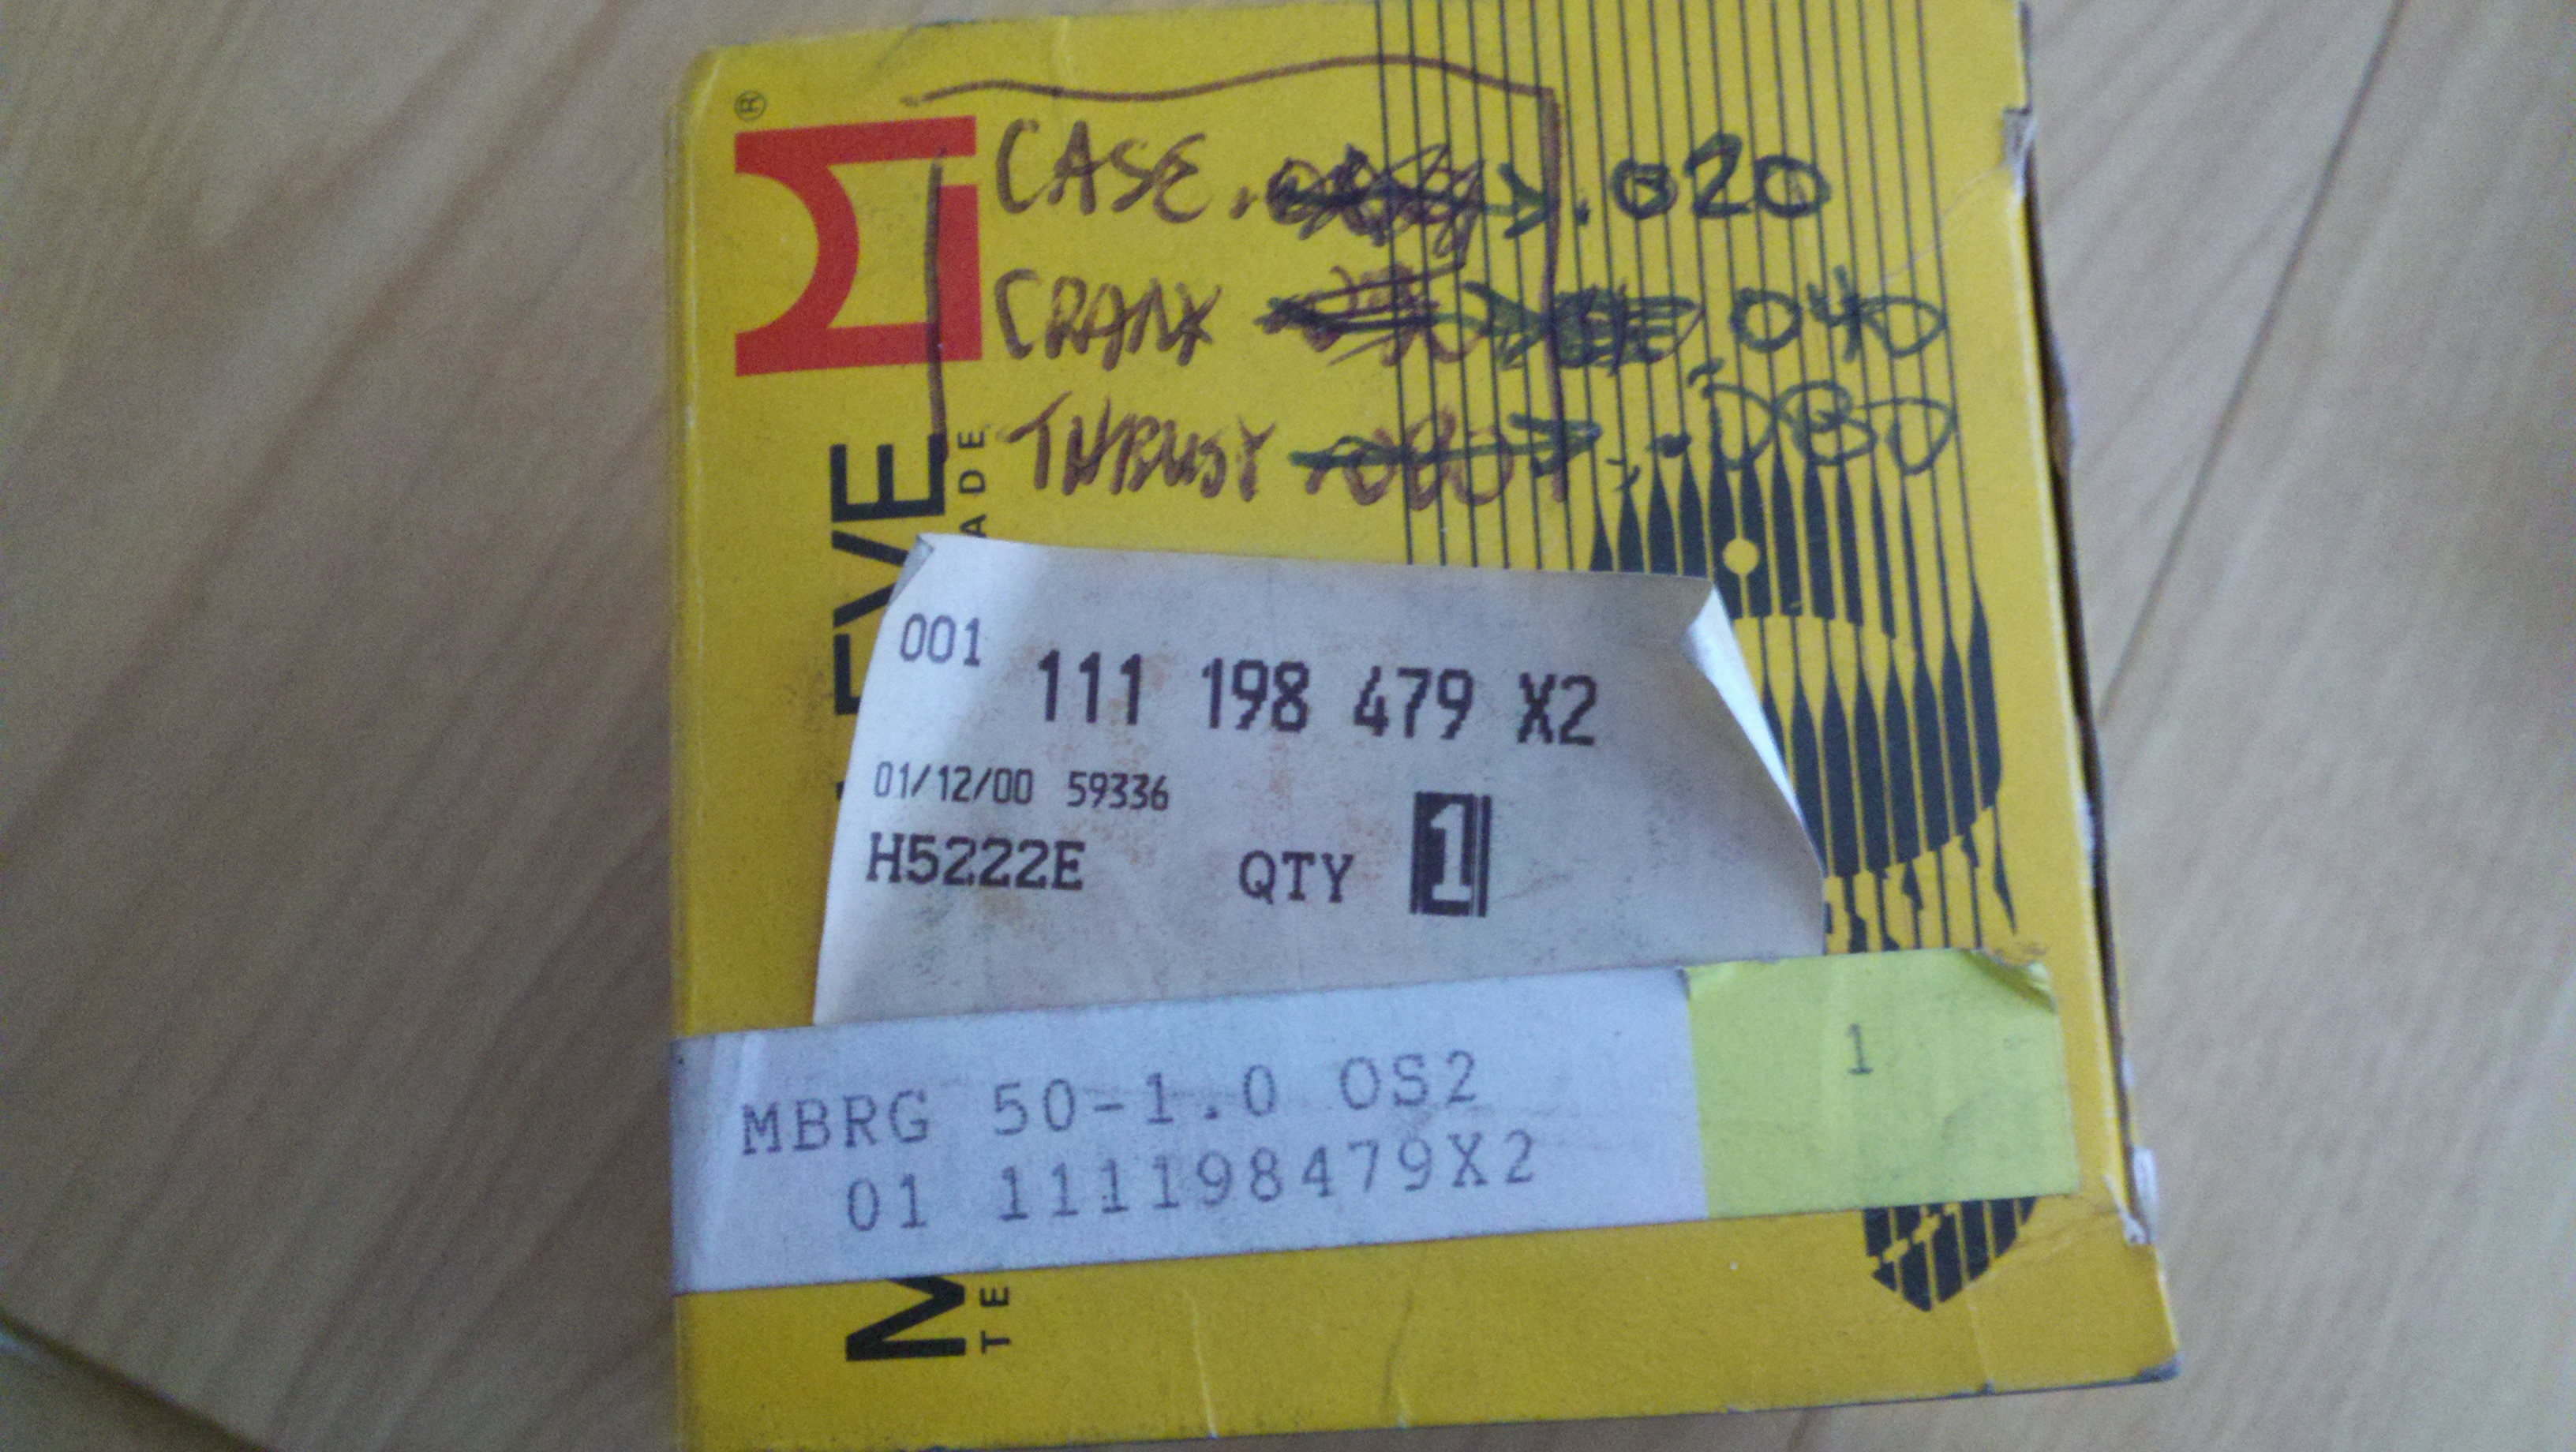 ®
CASE → .020
CRANK .040
THRUST → .080
001 111 198 479 X2
01/12/00 59336
H5222E QTY 1
MBRG 50-1.0 OS2 1
01 111198479X2